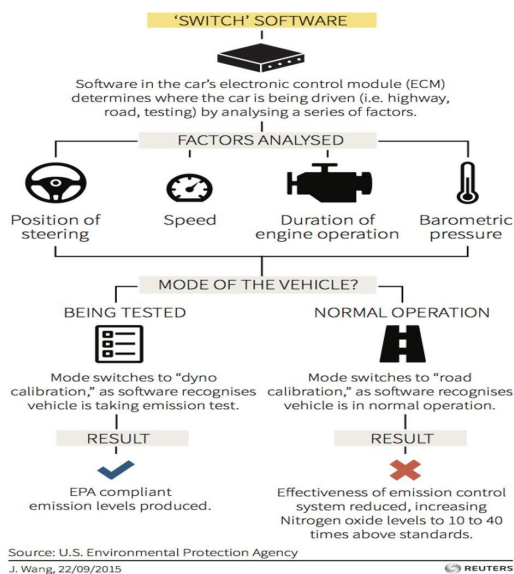 'SWITCH' SOFTWARE
Software in the car's electronic control module (ECM)
determines where the car is being driven (i.e. highway,
road, testing) by analysing a series of factors.
FACTORS ANALYSED
Position of
steering
Speed
Duration of
engine operation
Barometric
pressure
MODE OF THE VEHICLE?
BEING TESTED
Mode switches to "dyno
calibration," as software recognises
vehicle is taking emission test.
RESULT
EPA compliant
emission levels produced.
NORMAL OPERATION
Mode switches to "road
calibration," as software recognises
vehicle is in normal operation.
RESULT
Effectiveness of emission control
system reduced, increasing
Nitrogen oxide levels to 10 to 40
times above standards.
Source: U.S. Environmental Protection Agency
J. Wang, 22/09/2015
REUTERS